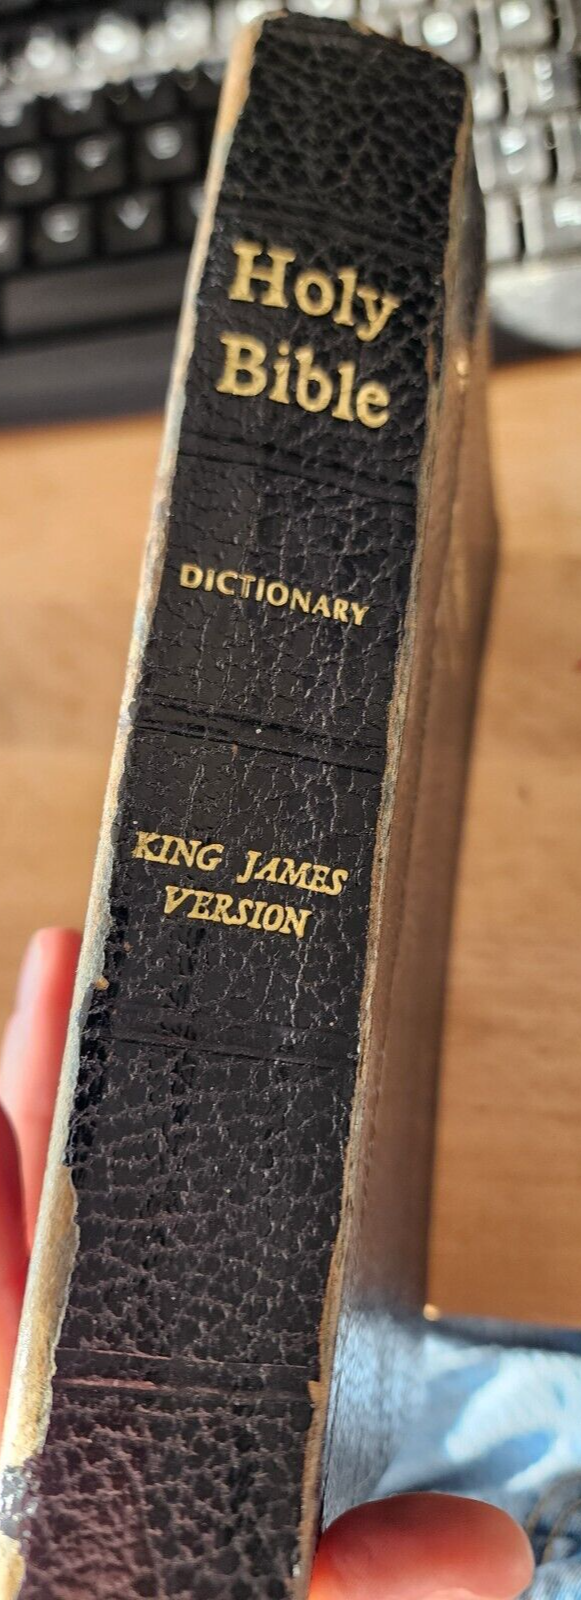 Holy
Bible
DICTIONARY
KING JAMES
VERSION